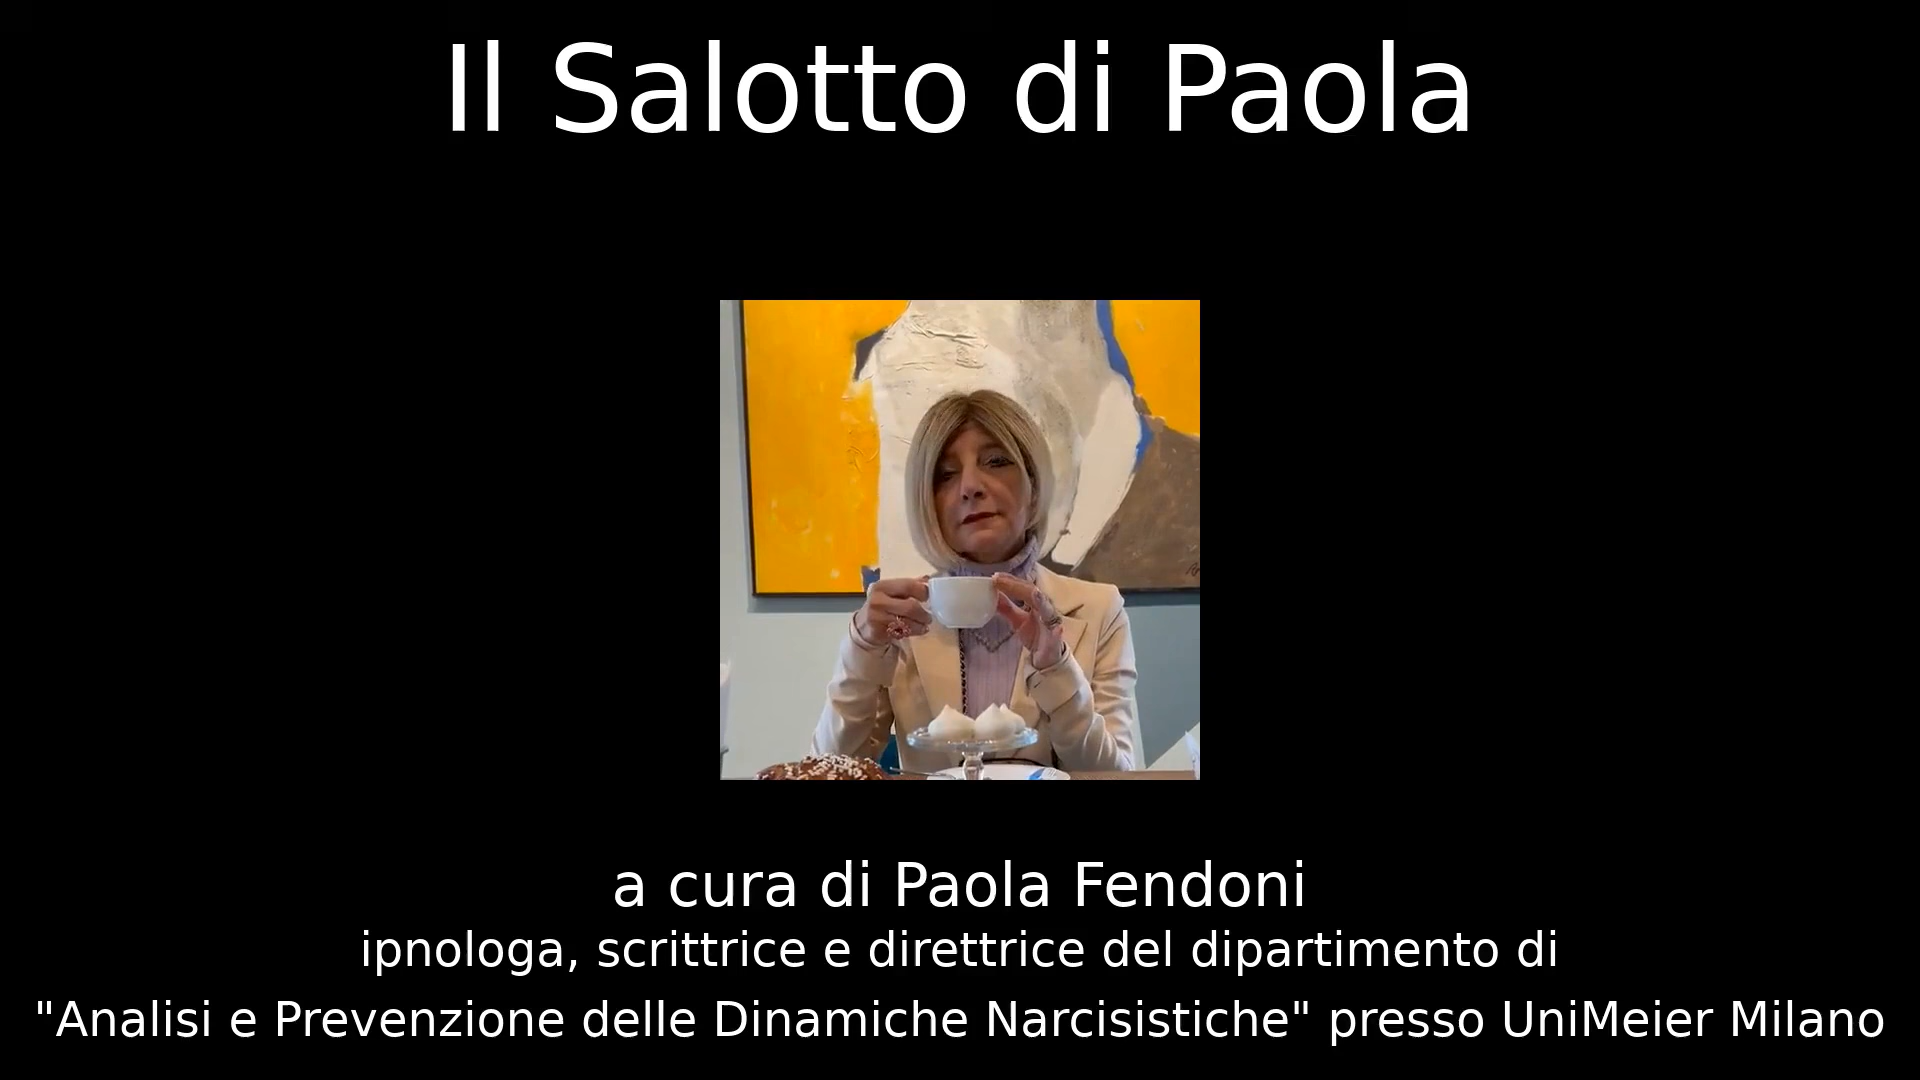 Il Salotto di Paola
a cura di Paola Fendoni
ipnologa, scrittrice e direttrice del dipartimento di
"Analisi e Prevenzione delle Dinamiche Narcisistiche" presso UniMeier Milano